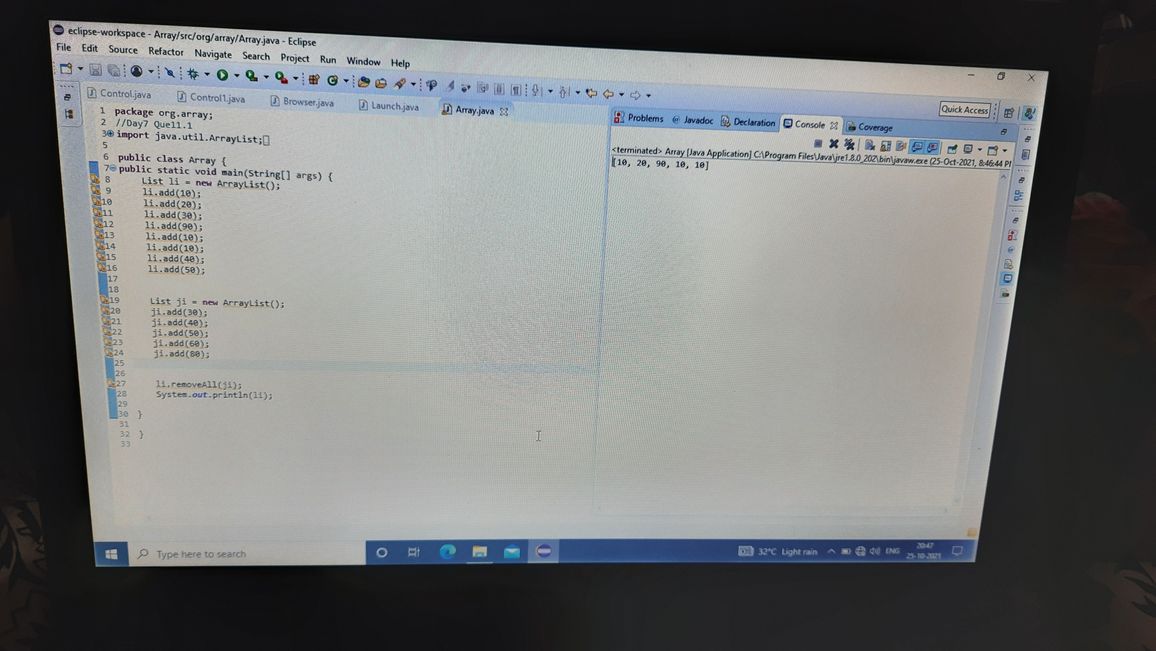 eclipse-workspace - Array/src/org/array/Array.java - Eclipse
File Edit Source Refactor Navigate Search Project Run Window Help
Quick Access
Control.java Control1.java Browser.java Launch.java Array.java
1 package org.array;
2 //Day7 Que11.1
3 import java.util.ArrayList;
5
6 public class Array {
7 public static void main(String[] args) {
8 List li = new ArrayList();
9 li.add(10);
10 li.add(20);
11 li.add(30);
12 li.add(90);
13 li.add(10);
14 li.add(10);
15 li.add(40);
16 li.add(50);
17
18
19 List ji = new ArrayList();
20 ji.add(30);
21 ji.add(40);
22 ji.add(50);
23 ji.add(60);
24 ji.add(80);
25
26
27 li.removeAll(ji);
28 System.out.println(li);
29
30 }
31
32 }
33
Problems Javadoc Declaration Console Coverage
<terminated> Array [Java Application] C:\Program Files\Java\jre1.8.0_202\bin\javaw.exe (25-Oct-2021, 8:46:44 PM
[10, 20, 90, 10, 10]
Type here to search
32°C Light rain
ENG
20:47
25-10-2021